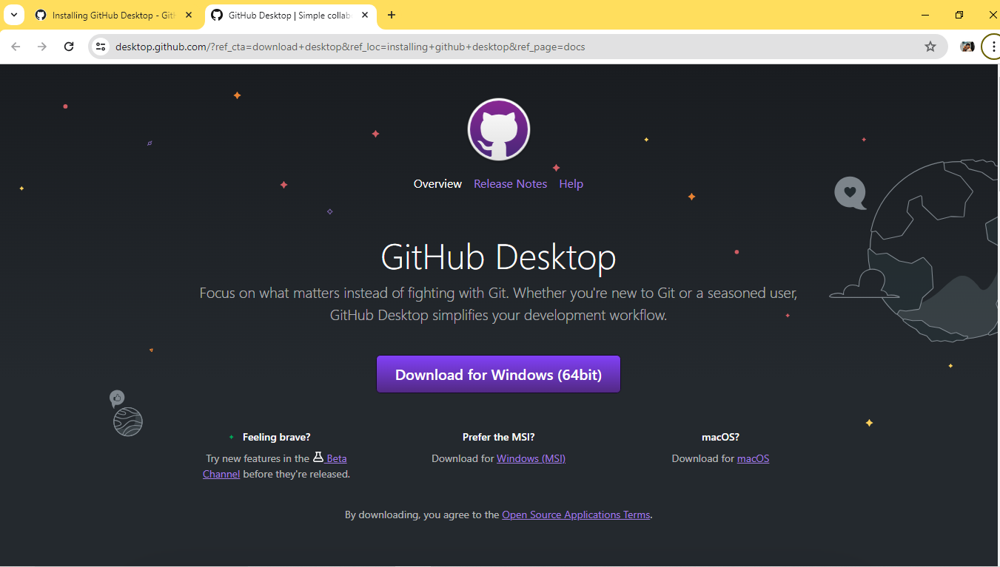 Installing GitHub Desktop - Git
GitHub Desktop | Simple collab
desktop.github.com/?ref_cta=download+desktop&ref_loc=installing+github+desktop&ref_page=docs
Overview Release Notes Help
GitHub Desktop
Focus on what matters instead of fighting with Git. Whether you're new to Git or a seasoned user,
GitHub Desktop simplifies your development workflow.
Download for Windows (64bit)
Feeling brave?
Try new features in the Beta
Channel before they're released.
Prefer the MSI?
Download for Windows (MSI)
macOS?
Download for macOS
By downloading, you agree to the Open Source Applications Terms.